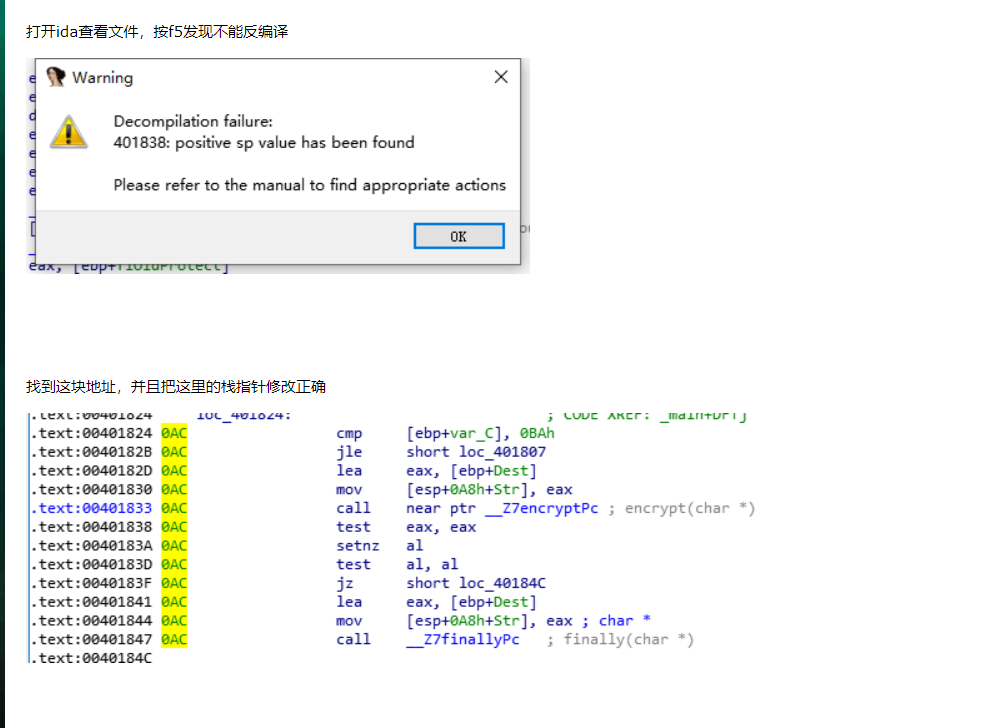 打开ida查看文件，按f5发现不能反编译
Warning
Decompilation failure:
401838: positive sp value has been found
Please refer to the manual to find appropriate actions
OK
eax, [ebp+flOldProtect]
找到这块地址，并且把这里的栈指针修改正确
.text:00401824 loc_401824: ; CODE XREF: _main+DF↑j
.text:00401824 0AC cmp [ebp+var_C], 0BAh
.text:0040182B 0AC jle short loc_401807
.text:0040182D 0AC lea eax, [ebp+Dest]
.text:00401830 0AC mov [esp+0A8h+Str], eax
.text:00401833 0AC call near ptr __Z7encryptPc ; encrypt(char *)
.text:00401838 0AC test eax, eax
.text:0040183A 0AC setnz al
.text:0040183D 0AC test al, al
.text:0040183F 0AC jz short loc_40184C
.text:00401841 0AC lea eax, [ebp+Dest]
.text:00401844 0AC mov [esp+0A8h+Str], eax ; char *
.text:00401847 0AC call __Z7finallyPc ; finally(char *)
.text:0040184C